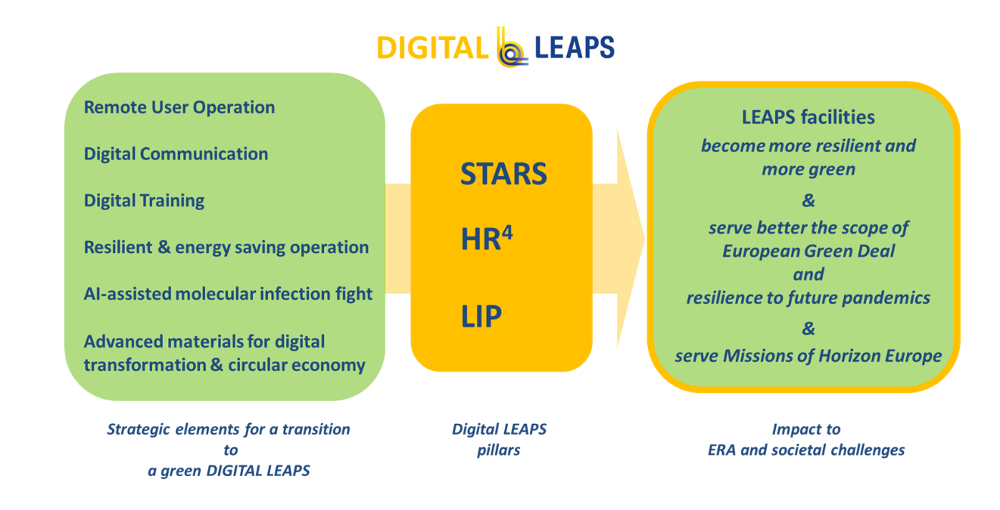 DIGITAL LEAPS
Remote User Operation
Digital Communication
Digital Training
Resilient & energy saving operation
AI-assisted molecular infection fight
Advanced materials for digital
transformation & circular economy
Strategic elements for a transition
to
a green DIGITAL LEAPS
STARS
HR⁴
LIP
Digital LEAPS
pillars
LEAPS facilities
become more resilient and
more green
&
serve better the scope of
European Green Deal
and
resilience to future pandemics
&
serve Missions of Horizon Europe
Impact to
ERA and societal challenges